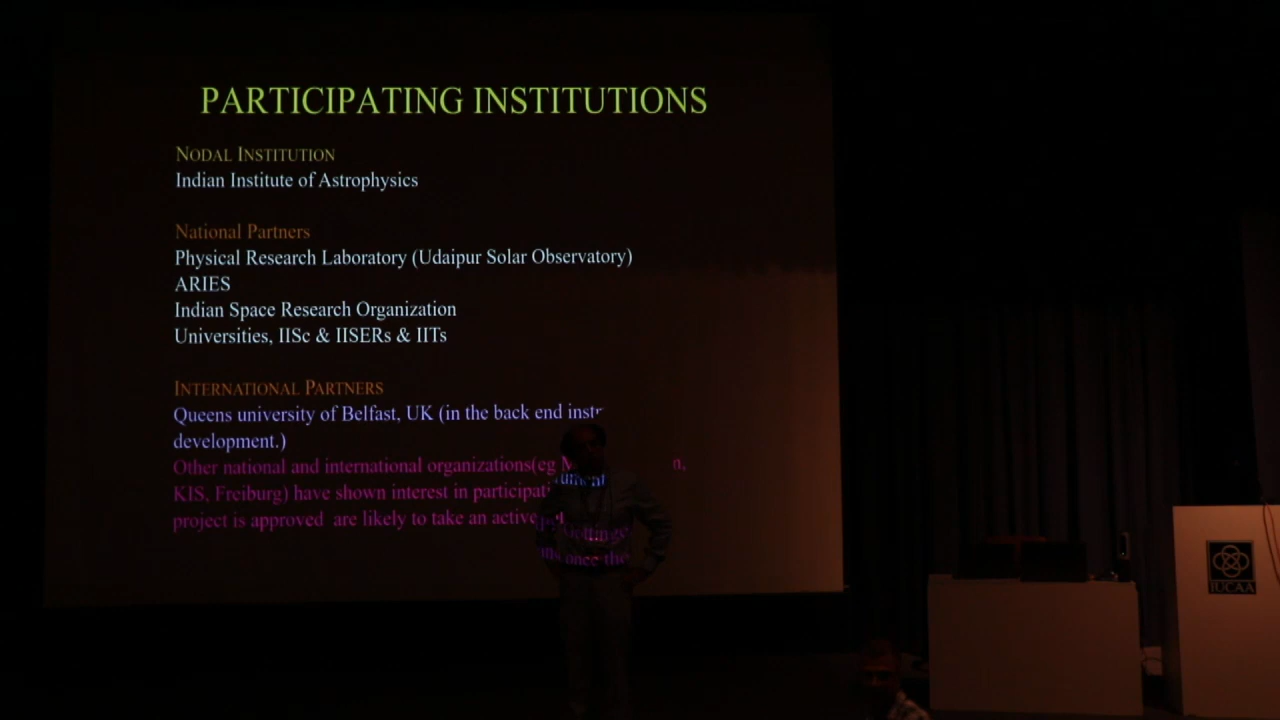 PARTICIPATING INSTITUTIONS
NODAL INSTITUTION
Indian Institute of Astrophysics
National Partners
Physical Research Laboratory (Udaipur Solar Observatory)
ARIES
Indian Space Research Organization
Universities, IISc & IISERs & IITs
INTERNATIONAL PARTNERS
Queens university of Belfast, UK (in the back end
development.)
Other national and international organizations(eg
KIS, Freiburg) have shown interest in
project is approved are likely to take an active
once the
IUCAA